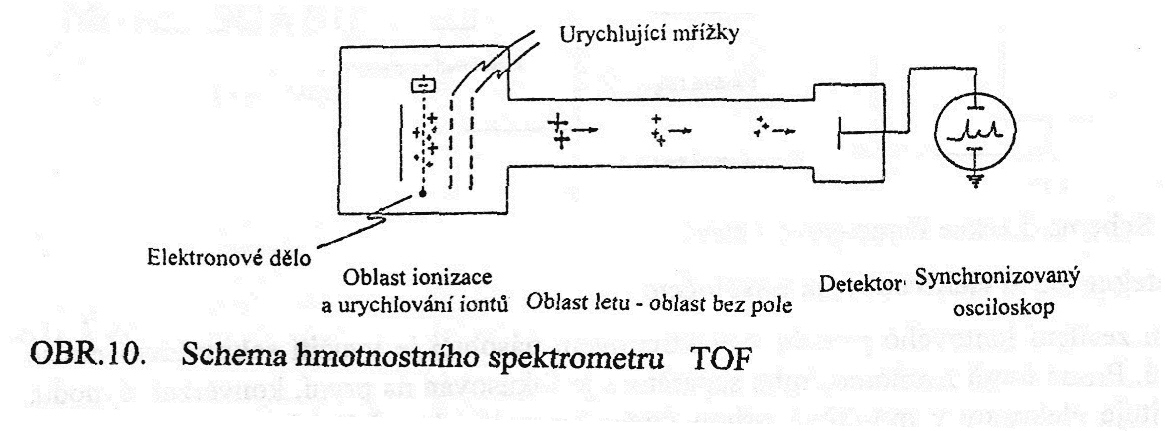 Urychlující mřížky
Elektronové dělo
Oblast ionizace
a urychlování iontů
Oblast letu - oblast bez pole
Detektor
Synchronizovaný
osciloskop
OBR.10. Schema hmotnostního spektrometru TOF